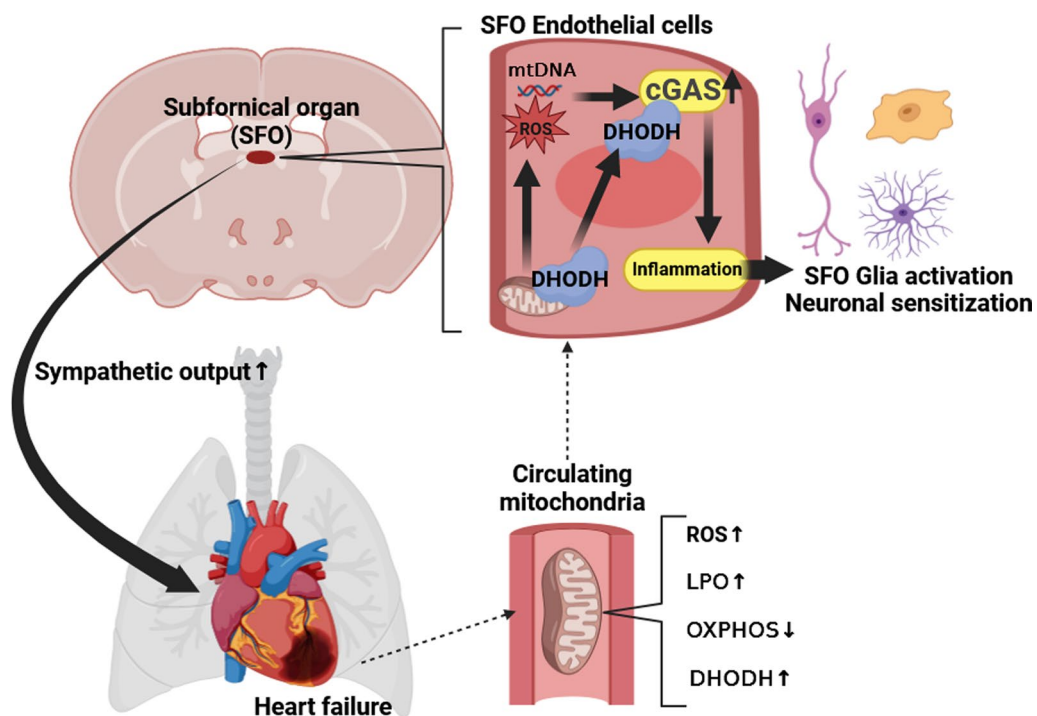 SFO Endothelial cells
mtDNA
cGAS↑
ROS
DHODH
Subfornical organ
(SFO)
DHODH
Inflammation
SFO Glia activation
Neuronal sensitization
Sympathetic output↑
Circulating
mitochondria
ROS↑
LPO↑
OXPHOS↓
DHODH↑
Heart failure